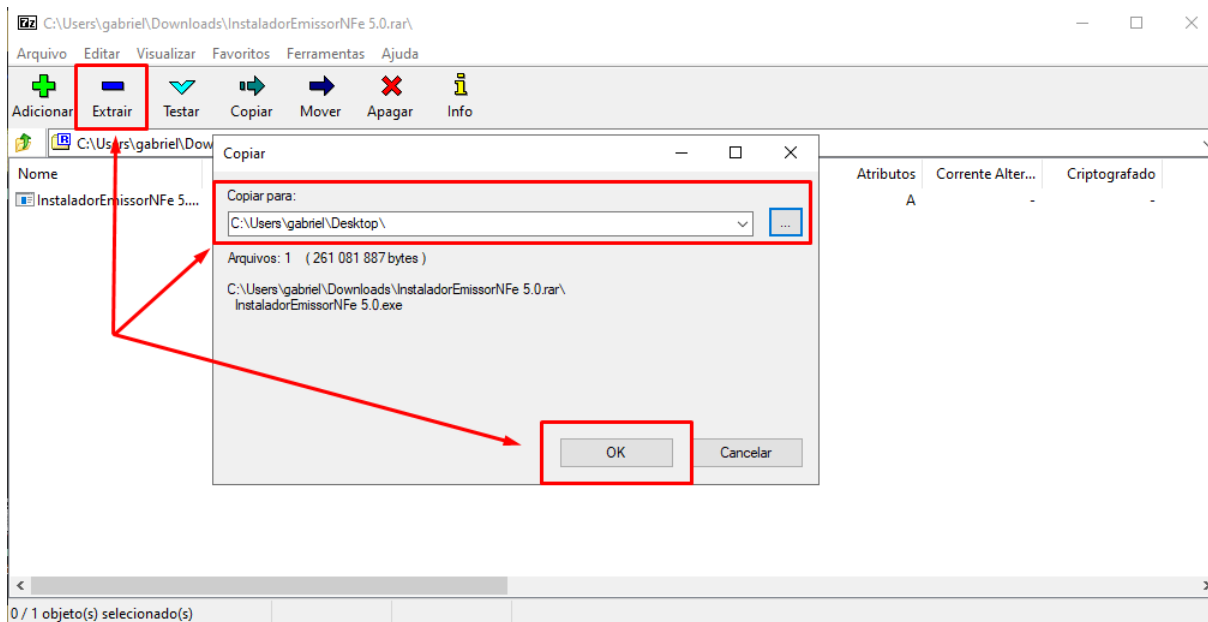 C:\Users\gabriel\Downloads\InstaladorEmissorNFe 5.0.rar\
Arquivo Editar Visualizar Favoritos Ferramentas Ajuda
Adicionar Extrair Testar Copiar Mover Apagar Info
C:\Users\gabriel\Dow
Copiar
Nome Atributos Corrente Alter... Criptografado
InstaladorEmissorNFe 5.... A - -
Copiar para:
C:\Users\gabriel\Desktop\
...
Arquivos: 1 ( 261 081 887 bytes )
C:\Users\gabriel\Downloads\InstaladorEmissorNFe 5.0.rar\
InstaladorEmissorNFe 5.0.exe
OK Cancelar
0 / 1 objeto(s) selecionado(s)